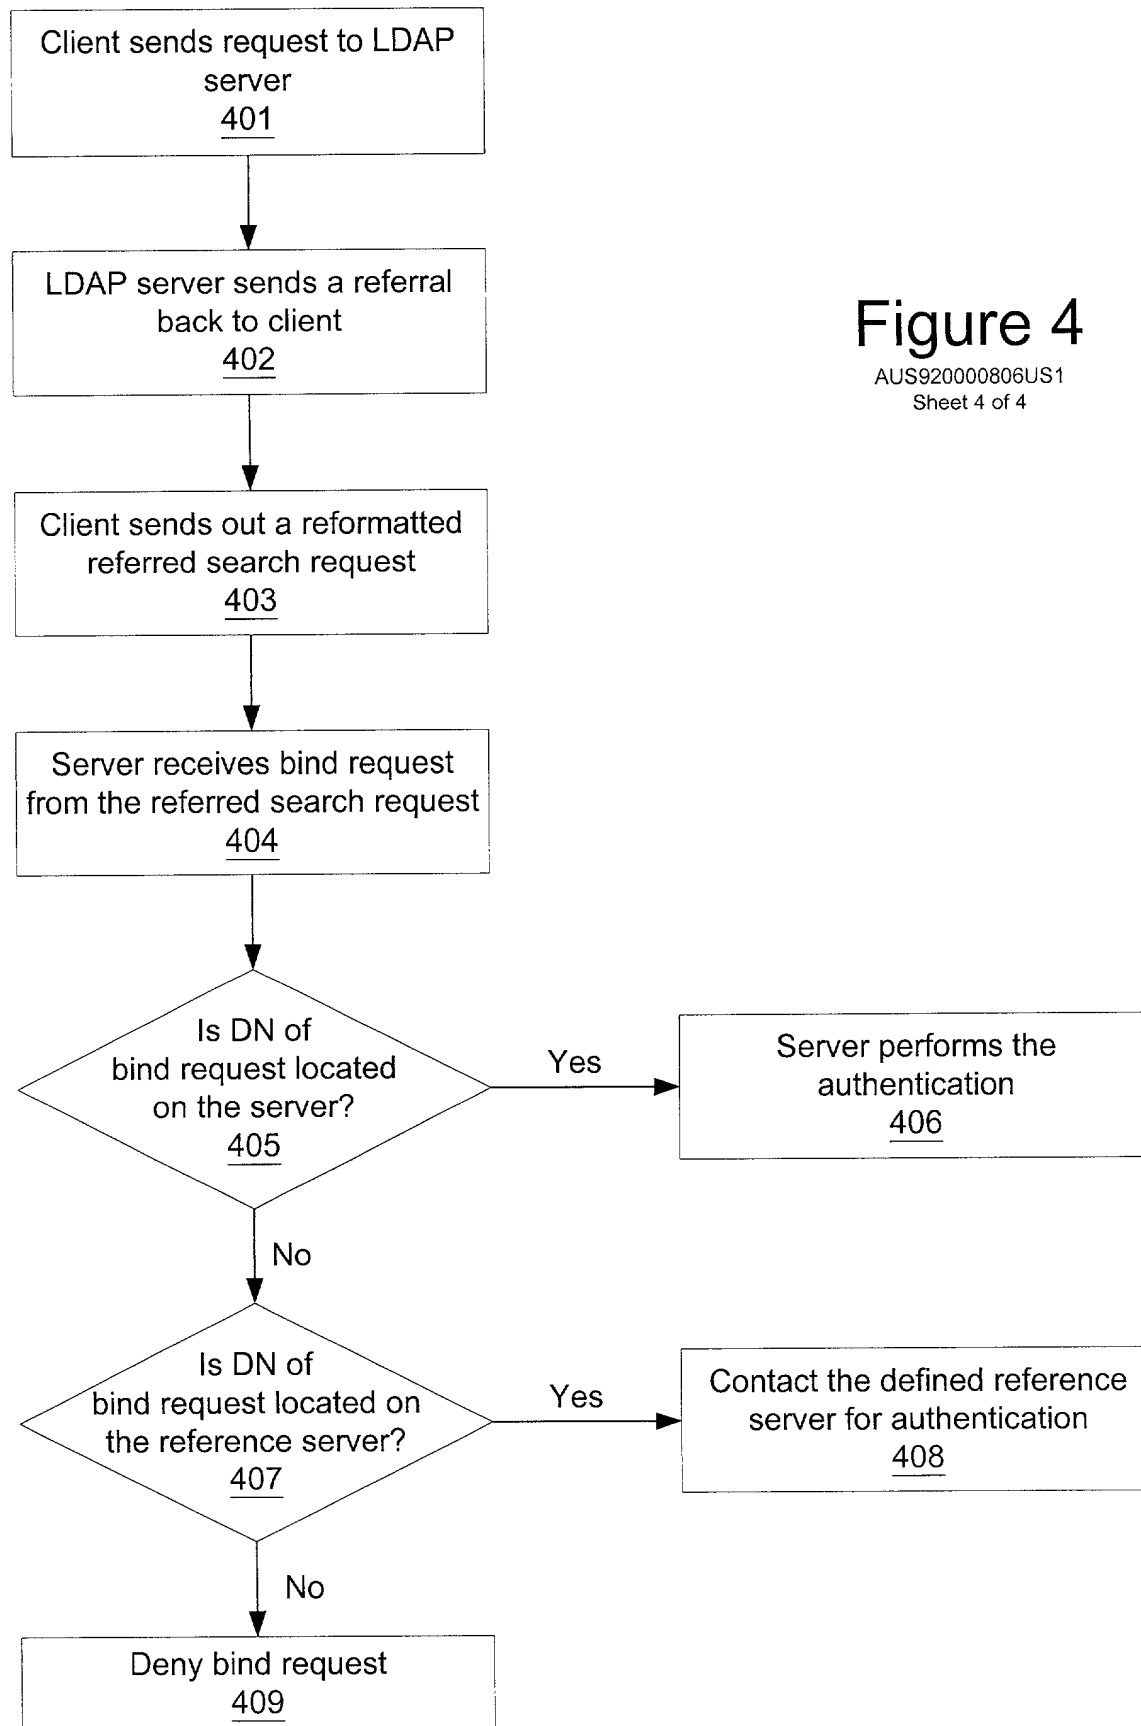 Client sends request to LDAP
server
401
LDAP server sends a referral
back to client
402
Figure 4
AUS920000806US1
Sheet 4 of 4
Client sends out a reformatted
referred search request
403
Server receives bind request
from the referred search request
404
Is DN of
bind request located
on the server?
405
Yes
Server performs the
authentication
406
No
Is DN of
bind request located on
the reference server?
407
Yes
Contact the defined reference
server for authentication
408
No
Deny bind request
409